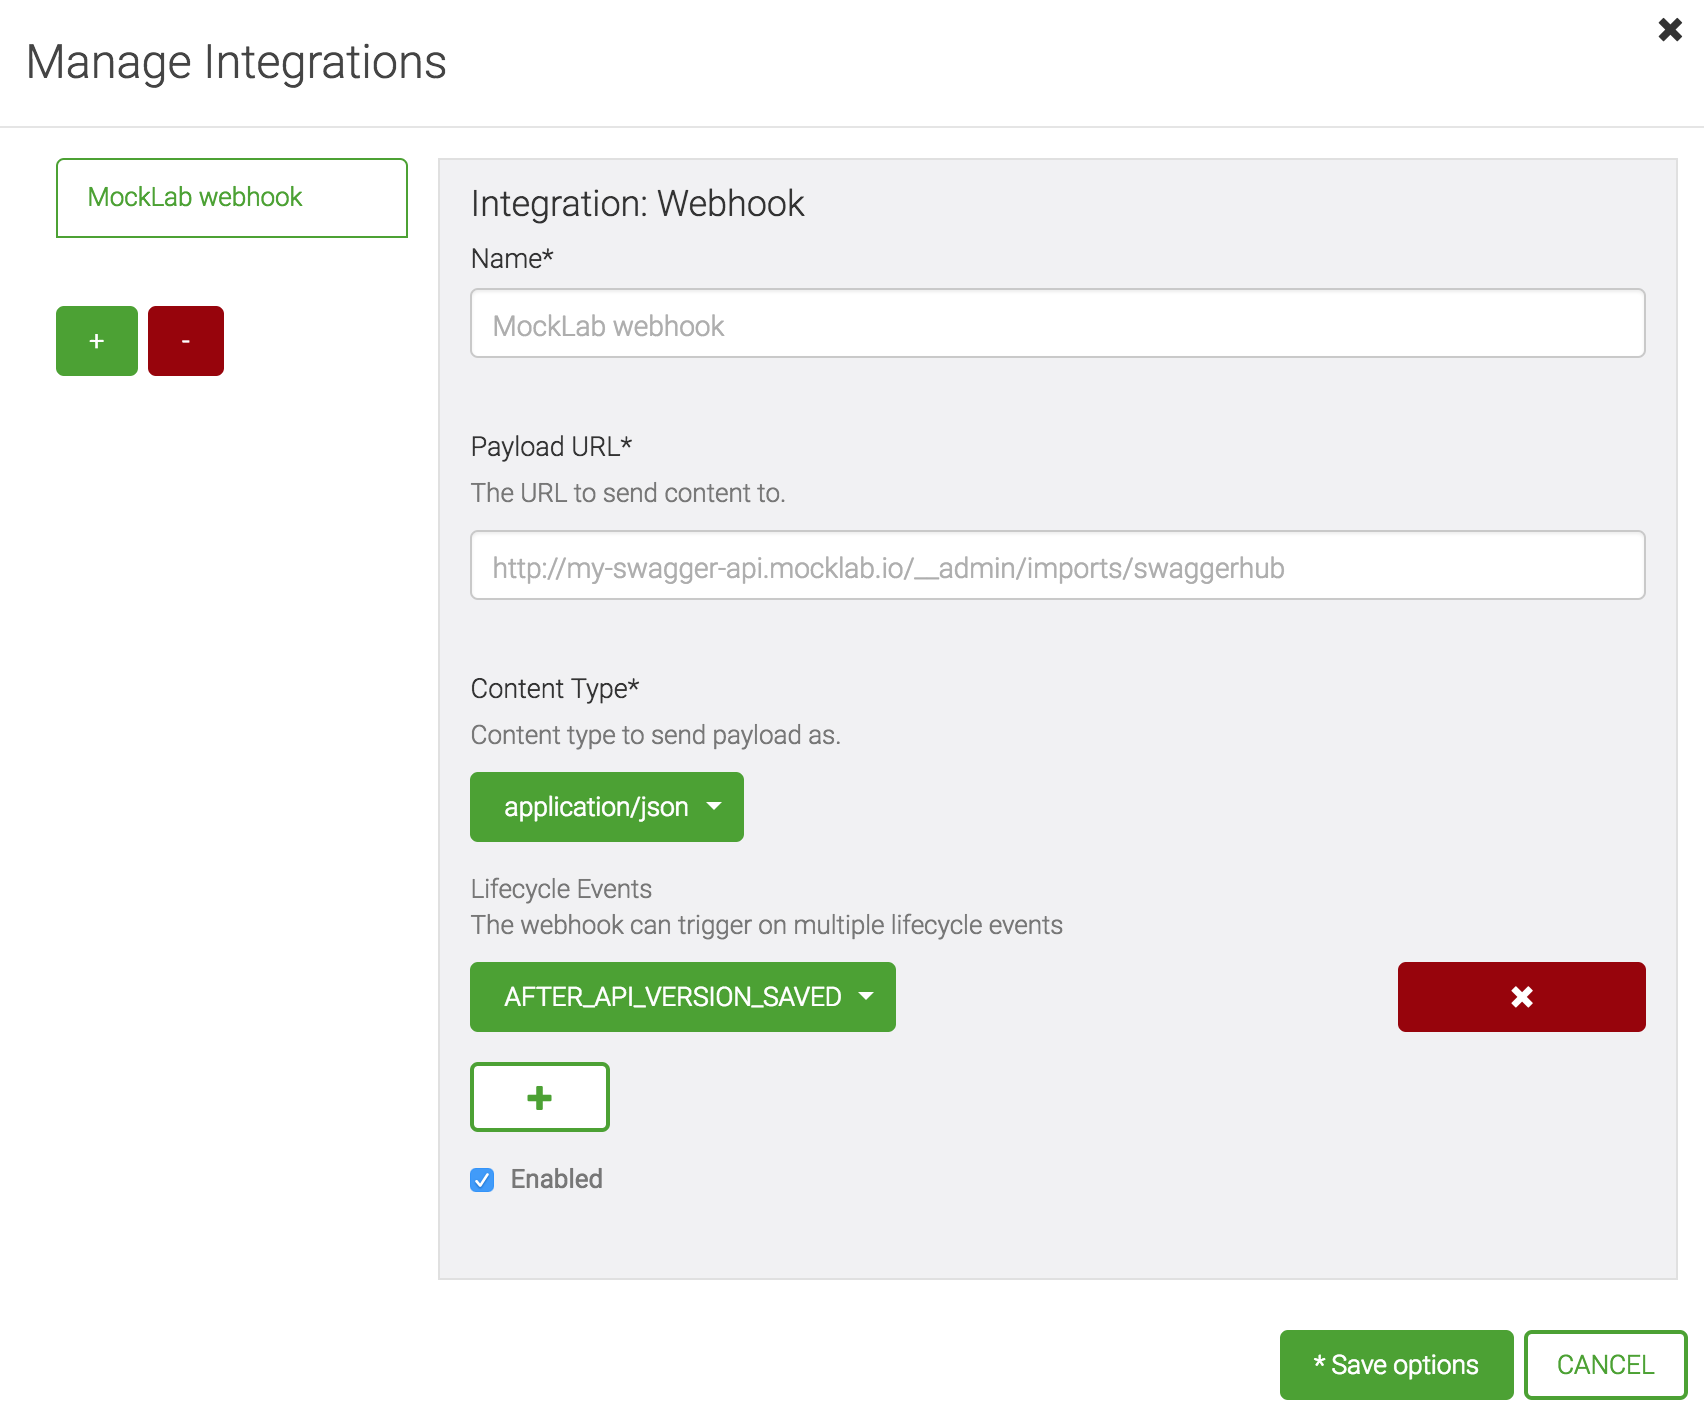 Manage Integrations
MockLab webhook
+ -
Integration: Webhook
Name*
MockLab webhook
Payload URL*
The URL to send content to.
http://my-swagger-api.mocklab.io/__admin/imports/swaggerhub
Content Type*
Content type to send payload as.
application/json
Lifecycle Events
The webhook can trigger on multiple lifecycle events
AFTER_API_VERSION_SAVED
Enabled
* Save options CANCEL